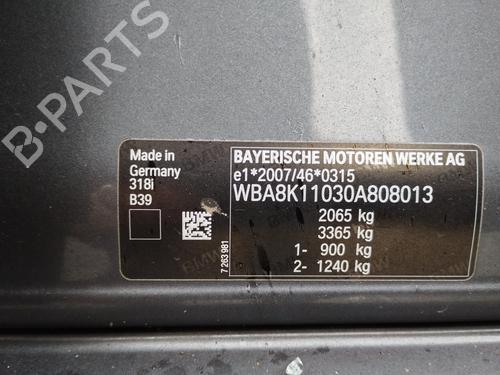 B-PARTS
Made in
Germany
318i
B39
BAYERISCHE MOTOREN WERKE AG
e1*2007/46*0315
WBA8K11030A808013
2065 kg
3365 kg
1- 900 kg
2- 1240 kg
7 263 981